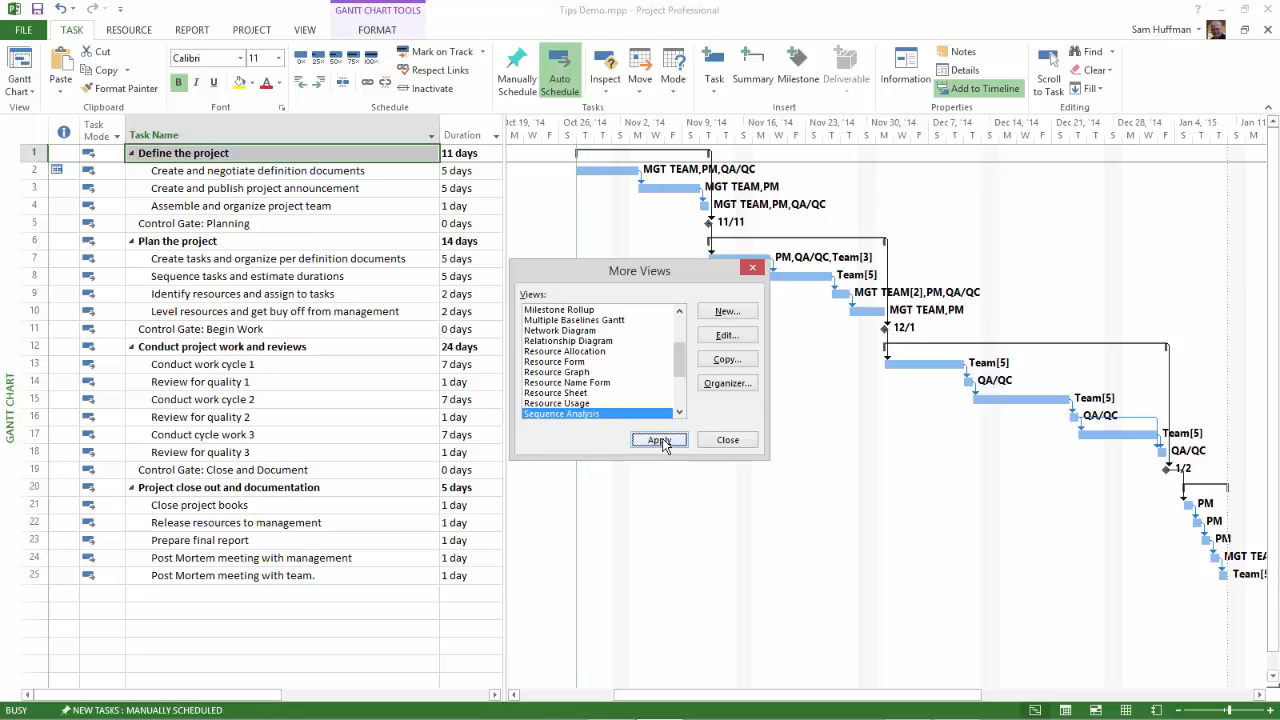 GANTT CHART TOOLS
Tips Demo.mpp - Project Professional
FILE TASK RESOURCE REPORT PROJECT VIEW FORMAT
Sam Huffman
Gantt Chart
View
Paste
Cut
Copy
Format Painter
Clipboard
Calibri 11
B I U
Font
Mark on Track
Respect Links
Inactivate
Schedule
Manually Schedule
Auto Schedule
Inspect
Move
Mode
Tasks
Task
Summary
Milestone
Deliverable
Insert
Information
Notes
Details
Add to Timeline
Properties
Scroll to Task
Find
Clear
Fill
Editing
Task Mode Task Name Duration
Oct 19, '14 Oct 26, '14 Nov 2, '14 Nov 9, '14 Nov 16, '14 Nov 23, '14 Nov 30, '14 Dec 7, '14 Dec 14, '14 Dec 21, '14 Dec 28, '14 Jan 4, '15 Jan 11
M W F S T T S M W F S T T S M W F S T T S M W F S T T S M W F S T T S M W F S T T S M
1 Define the project 11 days
2 Create and negotiate definition documents 5 days MGT TEAM,PM,QA/QC
3 Create and publish project announcement 5 days MGT TEAM,PM
4 Assemble and organize project team 1 day MGT TEAM,PM,QA/QC
5 Control Gate: Planning 0 days 11/11
6 Plan the project 14 days
7 Create tasks and organize per definition documents 5 days PM,QA/QC,Team[3]
8 Sequence tasks and estimate durations 5 days Team[5]
9 Identify resources and assign to tasks 2 days MGT TEAM[2],PM,QA/QC
10 Level resources and get buy off from management 2 days MGT TEAM,PM
11 Control Gate: Begin Work 0 days 12/1
12 Conduct project work and reviews 24 days
13 Conduct work cycle 1 7 days Team[5]
14 Review for quality 1 1 day QA/QC
15 Conduct work cycle 2 7 days Team[5]
16 Review for quality 2 1 day QA/QC
17 Conduct cycle work 3 7 days Team[5]
18 Review for quality 3 1 day QA/QC
19 Control Gate: Close and Document 0 days 1/2
20 Project close out and documentation 5 days
21 Close project books 1 day PM
22 Release resources to management 1 day PM
23 Prepare final report 1 day PM
24 Post Mortem meeting with management 1 day MGT TEA
25 Post Mortem meeting with team. 1 day Team[5
GANTT CHART
More Views
Views:
Milestone Rollup
Multiple Baselines Gantt
Network Diagram
Relationship Diagram
Resource Allocation
Resource Form
Resource Graph
Resource Name Form
Resource Sheet
Resource Usage
Sequence Analysis
New...
Edit...
Copy...
Organizer...
Apply
Close
BUSY NEW TASKS : MANUALLY SCHEDULED